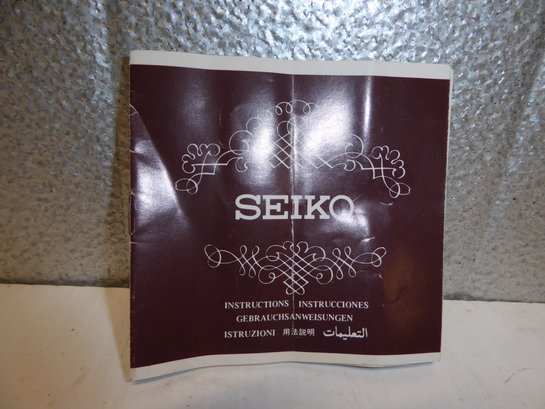 SEIKO
INSTRUCTIONS INSTRUCCIONES
GEBRAUCHSANWEISUNGEN
ISTRUZIONI 用法説明 التعليمات